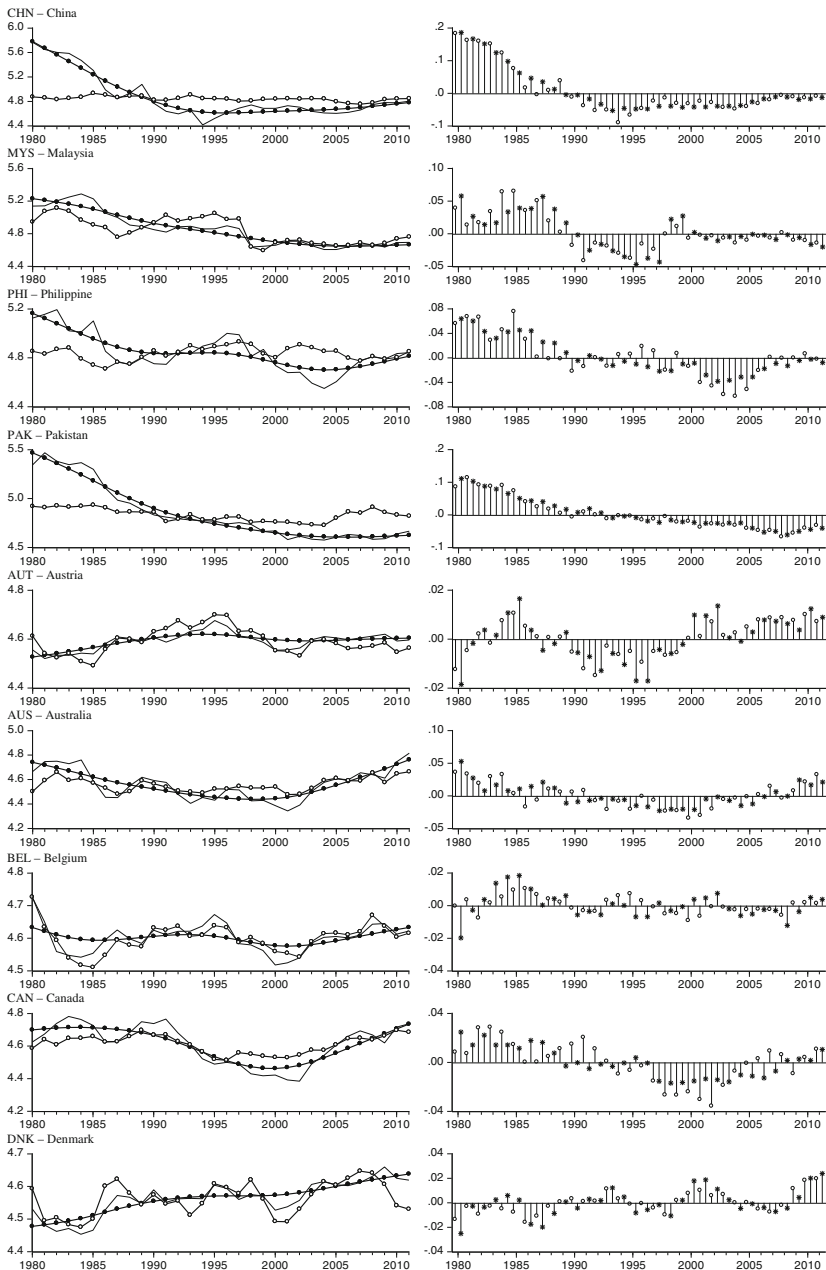 CHN – China
6.0
5.6
5.2
4.8
4.4
1980 1985 1990 1995 2000 2005 2010
.2
.1
.0
-.1
1980 1985 1990 1995 2000 2005 2010
MYS – Malaysia
5.6
5.2
4.8
4.4
1980 1985 1990 1995 2000 2005 2010
.10
.05
.00
-.05
1980 1985 1990 1995 2000 2005 2010
PHI – Philippine
5.2
4.8
4.4
1980 1985 1990 1995 2000 2005 2010
.08
.04
.00
-.04
-.08
1980 1985 1990 1995 2000 2005 2010
PAK – Pakistan
5.5
5.0
4.5
1980 1985 1990 1995 2000 2005 2010
.2
.1
.0
-.1
1980 1985 1990 1995 2000 2005 2010
AUT – Austria
4.8
4.6
4.4
1980 1985 1990 1995 2000 2005 2010
.02
.00
-.02
1980 1985 1990 1995 2000 2005 2010
AUS – Australia
5.0
4.8
4.6
4.4
4.2
1980 1985 1990 1995 2000 2005 2010
.10
.05
.00
-.05
1980 1985 1990 1995 2000 2005 2010
BEL – Belgium
4.8
4.7
4.6
4.5
1980 1985 1990 1995 2000 2005 2010
.02
.00
-.02
-.04
1980 1985 1990 1995 2000 2005 2010
CAN – Canada
4.8
4.6
4.4
4.2
1980 1985 1990 1995 2000 2005 2010
.04
.00
-.04
1980 1985 1990 1995 2000 2005 2010
DNK – Denmark
4.7
4.6
4.5
4.4
1980 1985 1990 1995 2000 2005 2010
.04
.02
.00
-.02
-.04
1980 1985 1990 1995 2000 2005 2010